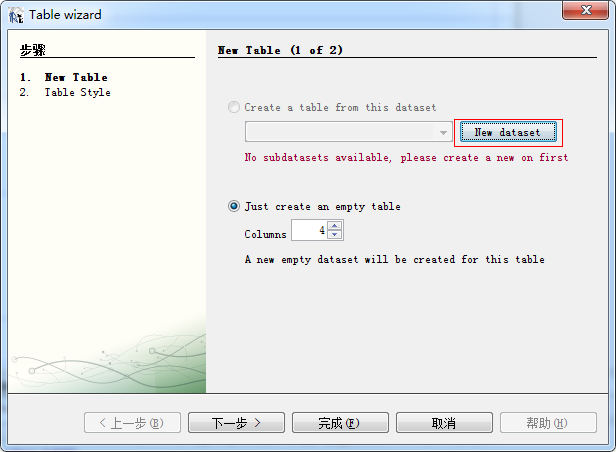 Table wizard
步骤
1. New Table
2. Table Style
New Table (1 of 2)
Create a table from this dataset
New dataset
No subdatasets available, please create a new on first
Just create an empty table
Columns 4
A new empty dataset will be created for this table
< 上一步(B)
下一步 >
完成(F)
取消
帮助(H)